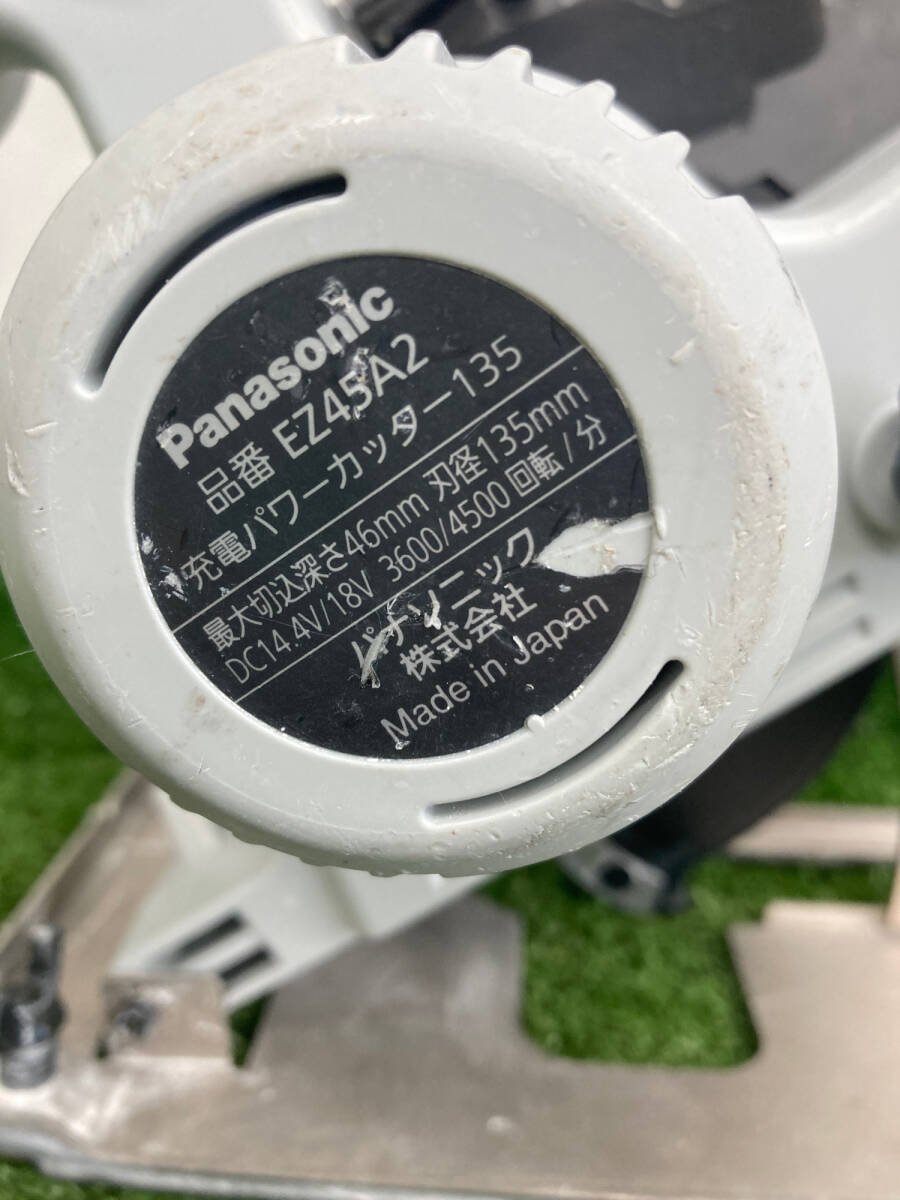 Panasonic
品番 EZ45A2
充電パワーカッター135
最大切込深さ46mm 刃径135mm
DC14.4V/18V 3600/4500回転/分
パナソニック
株式会社
Made in Japan